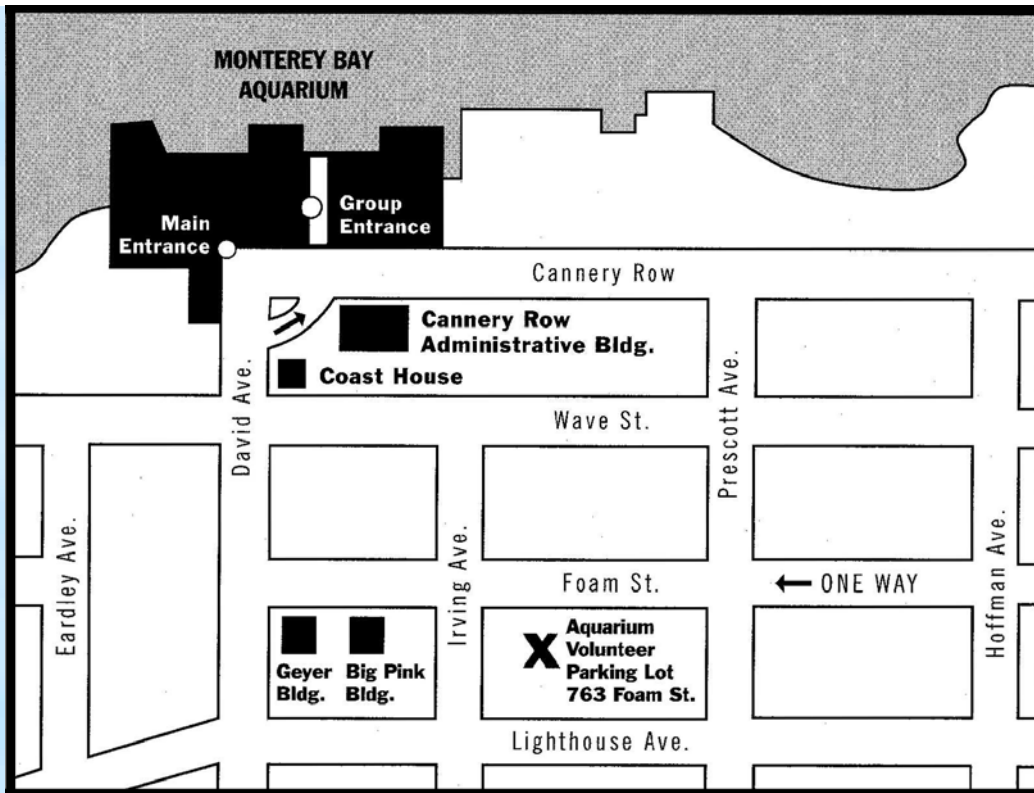 MONTEREY BAY
AQUARIUM
Group
Entrance
Main
Entrance
Cannery Row
Cannery Row
Administrative Bldg.
Coast House
David Ave.
Wave St.
Prescott Ave.
Eardley Ave.
Irving Ave.
Foam St.
ONE WAY
Hoffman Ave.
Geyer
Bldg.
Big Pink
Bldg.
X
Aquarium
Volunteer
Parking Lot
763 Foam St.
Lighthouse Ave.